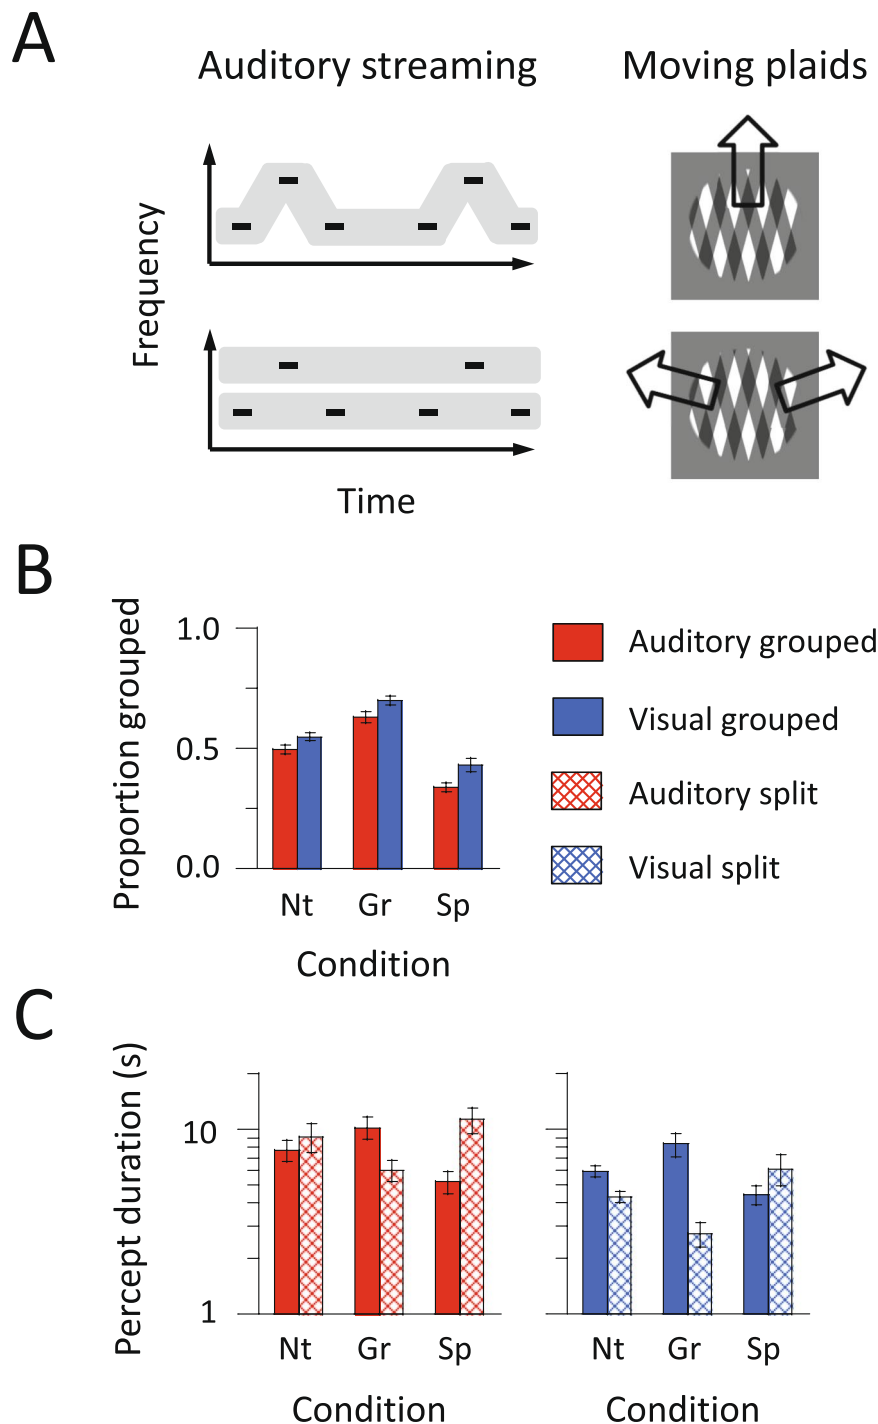 A
Auditory streaming
Moving plaids
Frequency
Time
B
Proportion grouped
1.0
0.5
0.0
Nt Gr Sp
Condition
Auditory grouped
Visual grouped
Auditory split
Visual split
C
Percept duration (s)
10
1
Nt Gr Sp
Condition
Nt Gr Sp
Condition